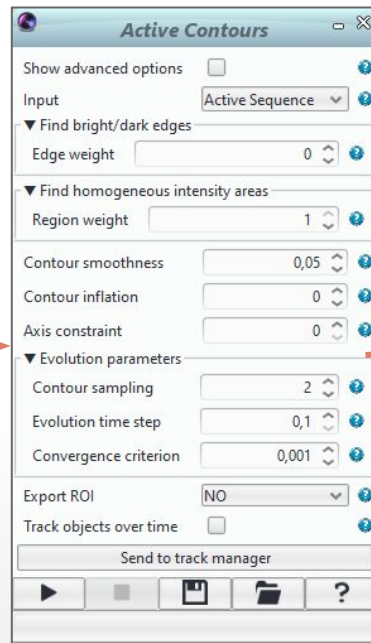 Active Contours
Show advanced options
Input Active Sequence
▼ Find bright/dark edges
Edge weight 0
▼ Find homogeneous intensity areas
Region weight 1
Contour smoothness 0,05
Contour inflation 0
Axis constraint 0
▼ Evolution parameters
Contour sampling 2
Evolution time step 0,1
Convergence criterion 0,001
Export ROI NO
Track objects over time
Send to track manager
?